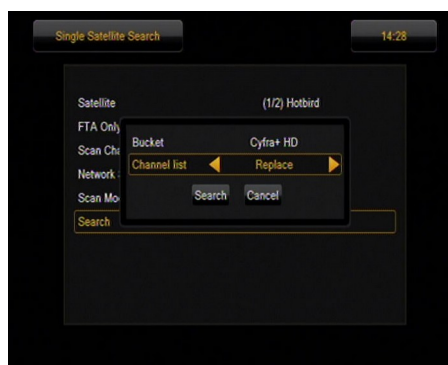 Single Satellite Search
14:28
Satellite (1/2) Hotbird
FTA Only
Scan Cha
Bucket Cyfra+ HD
Channel list Replace
Network
Scan Mo
Search Cancel
Search